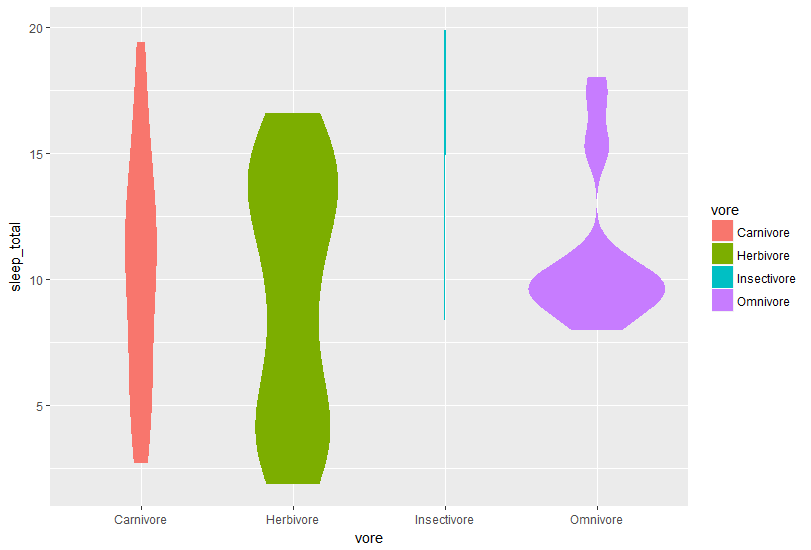 20
15
10
5
sleep_total
Carnivore Herbivore Insectivore Omnivore
vore
vore
Carnivore
Herbivore
Insectivore
Omnivore